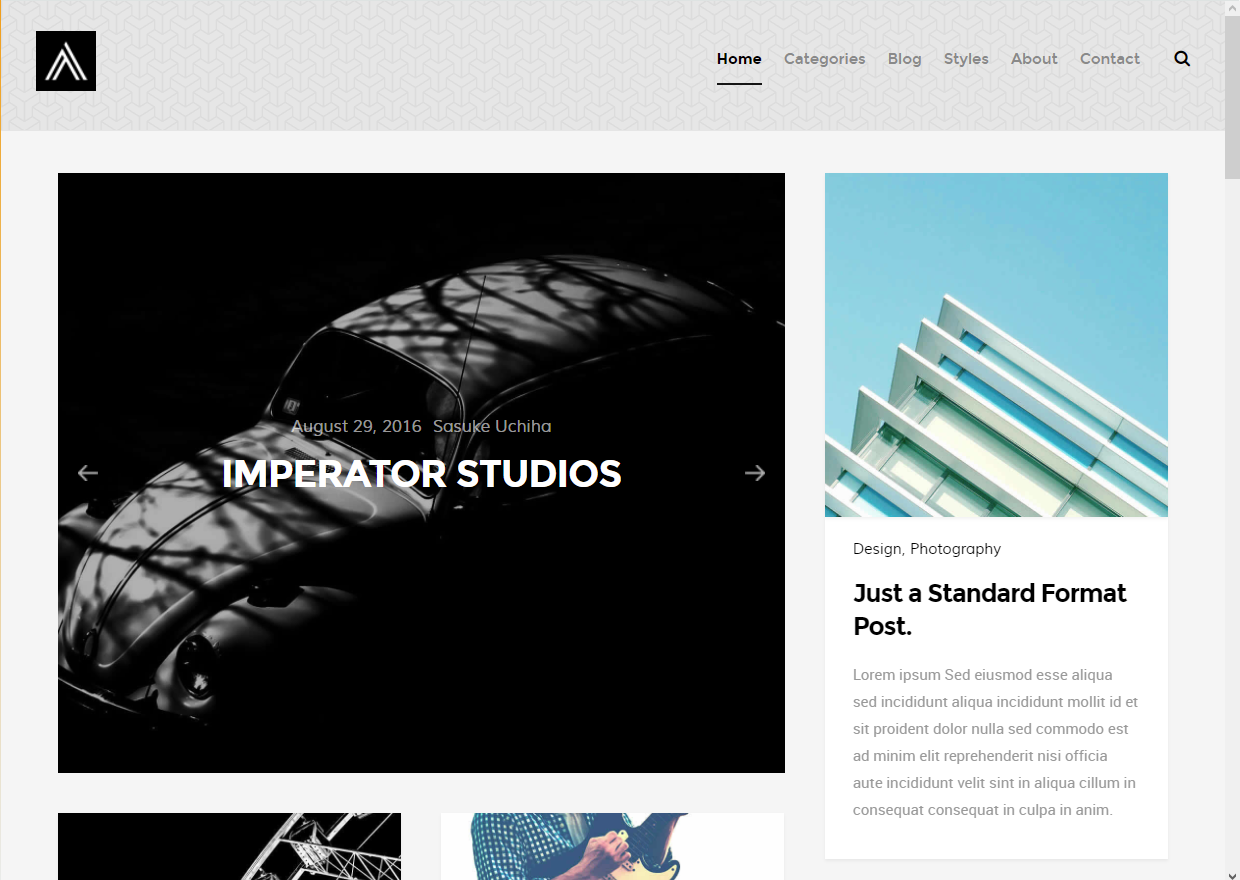 Home Categories Blog Styles About Contact
August 29, 2016 Sasuke Uchiha
IMPERATOR STUDIOS
Design, Photography
Just a Standard Format
Post.
Lorem ipsum Sed eiusmod esse aliqua
sed incididunt aliqua incididunt mollit id et
sit proident dolor nulla sed commodo est
ad minim elit reprehenderit nisi officia
aute incididunt velit sint in aliqua cillum in
consequat consequat in culpa in anim.